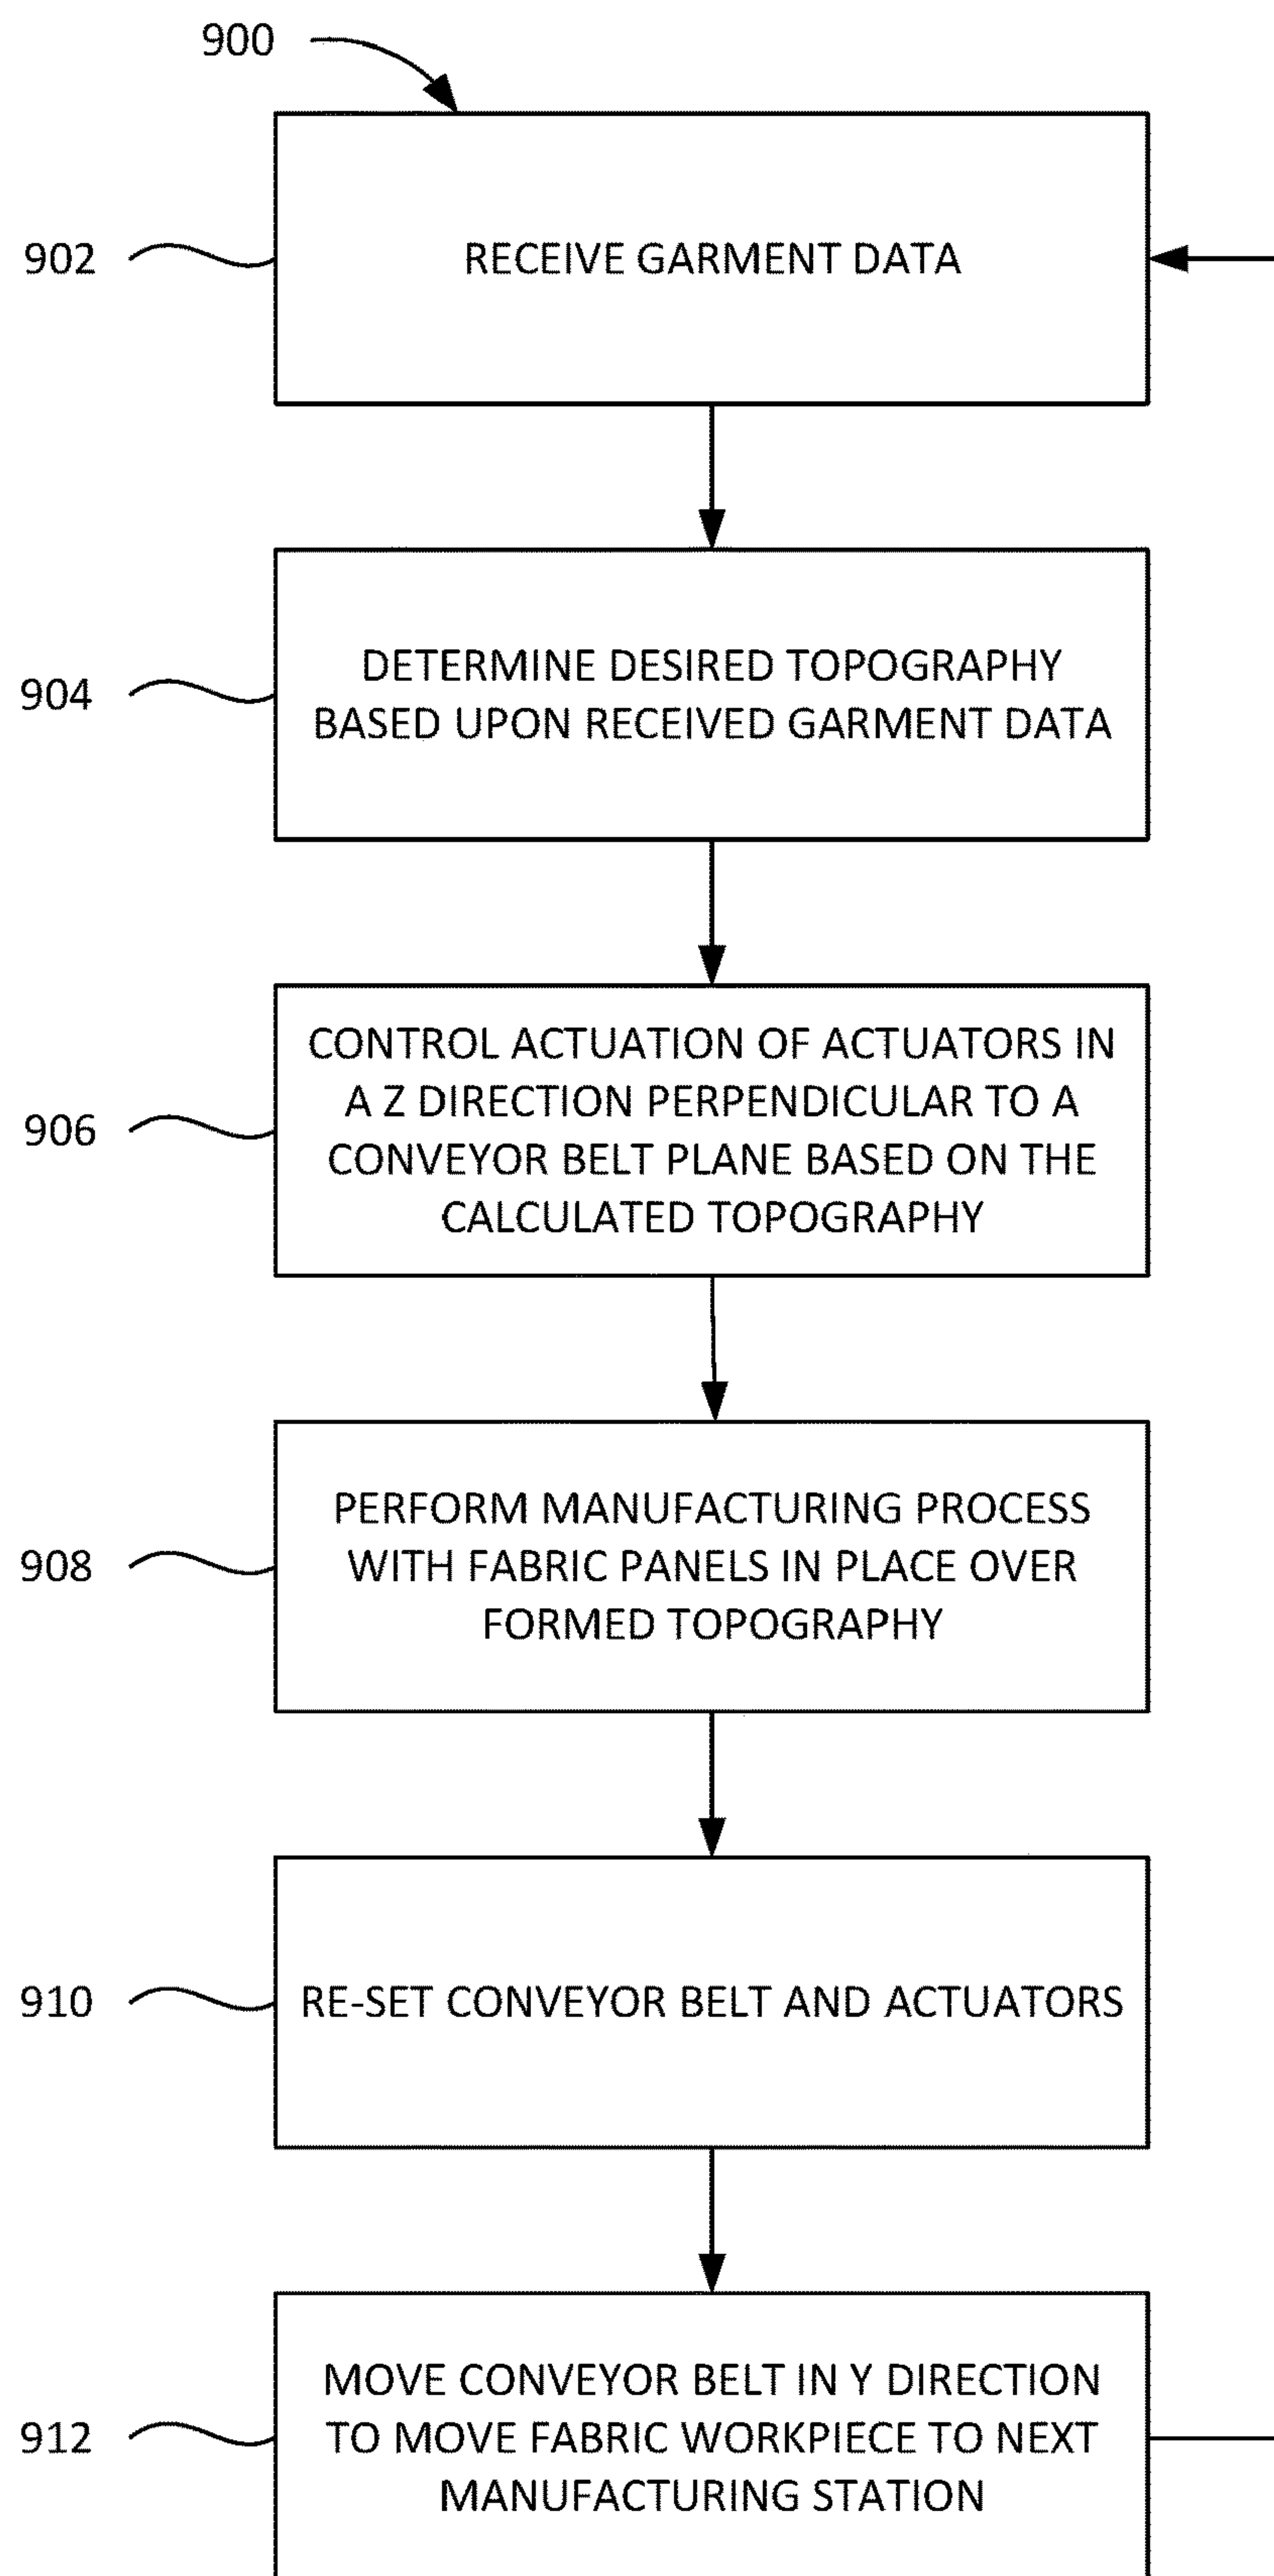 900
902
RECEIVE GARMENT DATA
904
DETERMINE DESIRED TOPOGRAPHY
BASED UPON RECEIVED GARMENT DATA
906
CONTROL ACTUATION OF ACTUATORS IN
A Z DIRECTION PERPENDICULAR TO A
CONVEYOR BELT PLANE BASED ON THE
CALCULATED TOPOGRAPHY
908
PERFORM MANUFACTURING PROCESS
WITH FABRIC PANELS IN PLACE OVER
FORMED TOPOGRAPHY
910
RE-SET CONVEYOR BELT AND ACTUATORS
912
MOVE CONVEYOR BELT IN Y DIRECTION
TO MOVE FABRIC WORKPIECE TO NEXT
MANUFACTURING STATION